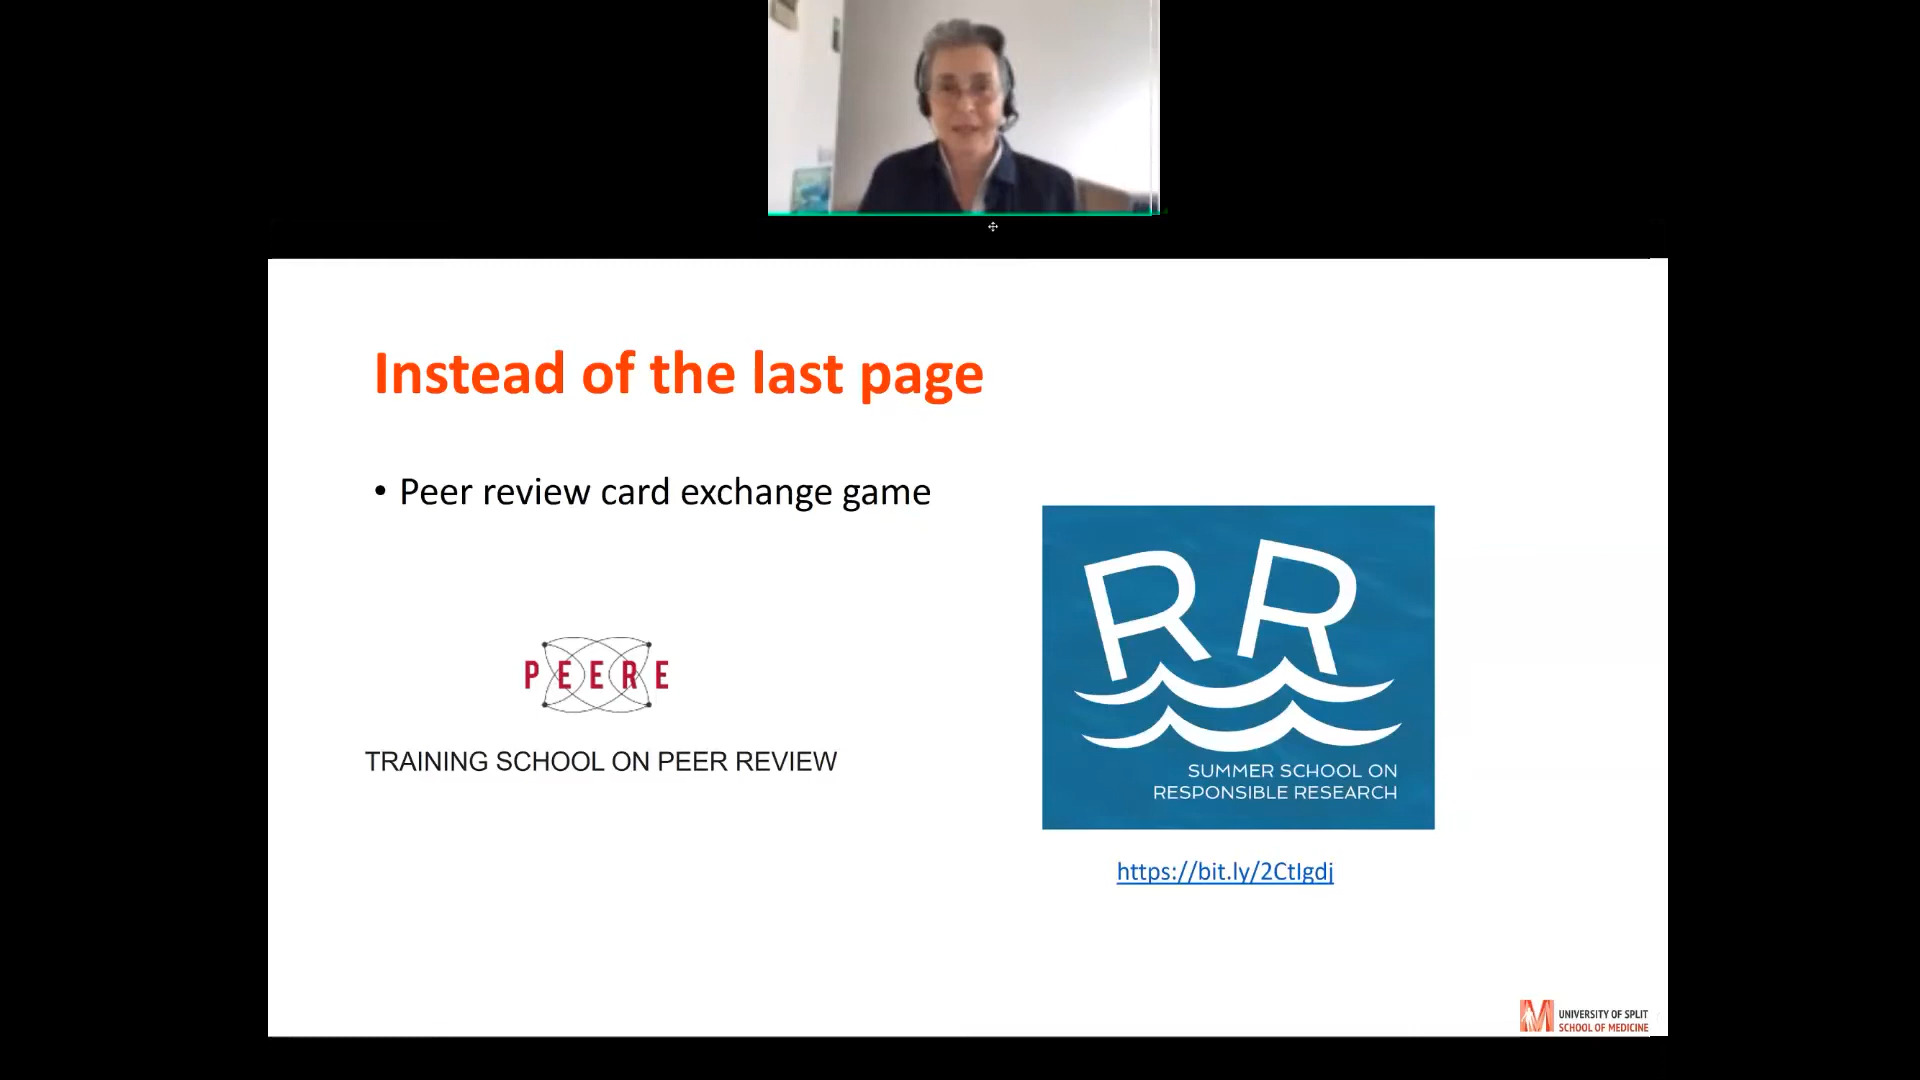 Instead of the last page
• Peer review card exchange game
PEERE
TRAINING SCHOOL ON PEER REVIEW
RR
SUMMER SCHOOL ON
RESPONSIBLE RESEARCH
https://bit.ly/2CtIgdj
UNIVERSITY OF SPLIT
SCHOOL OF MEDICINE